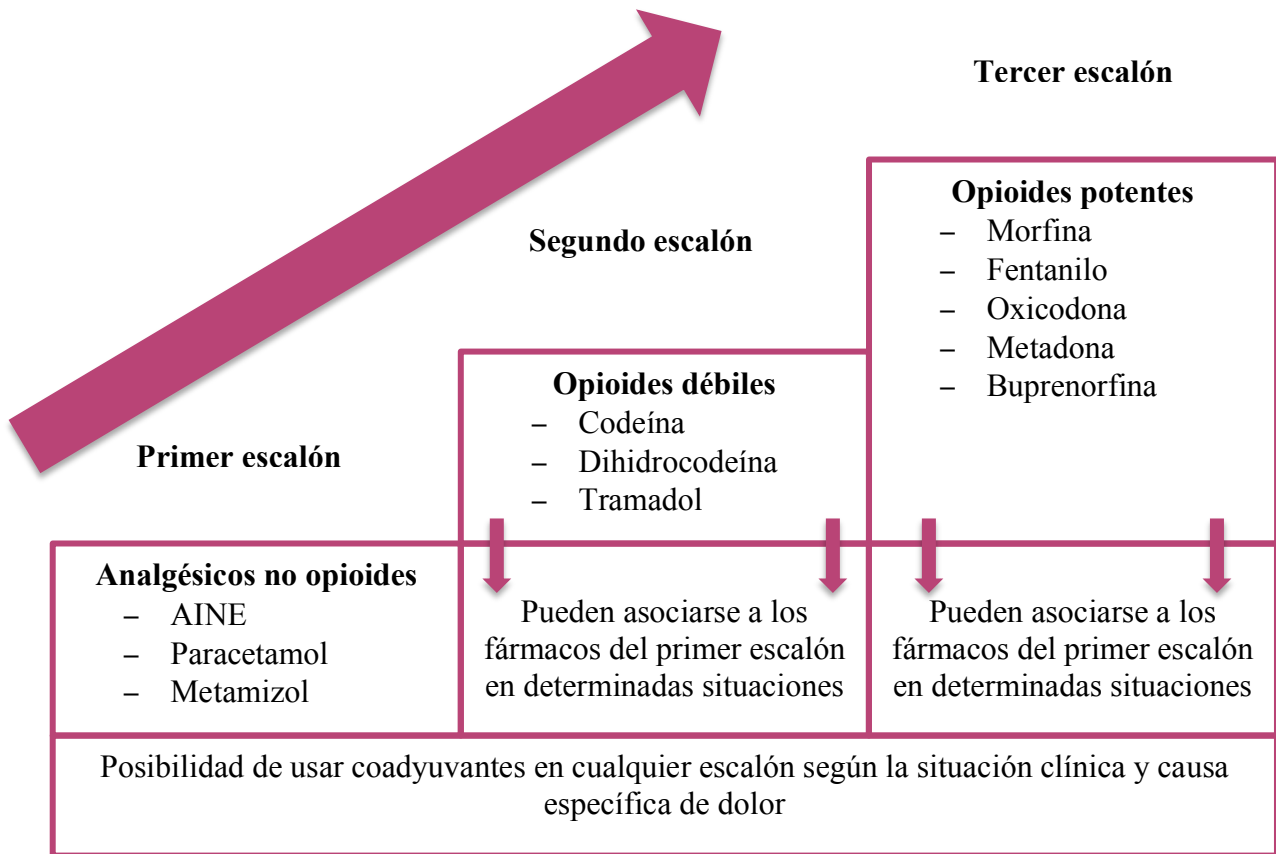 Tercer escalón
Opioides potentes
– Morfina
– Fentanilo
– Oxicodona
– Metadona
– Buprenorfina
Segundo escalón
Opioides débiles
– Codeína
– Dihidrocodeína
– Tramadol
Primer escalón
Analgésicos no opioides
– AINE
– Paracetamol
– Metamizol
Pueden asociarse a los
fármacos del primer escalón
en determinadas situaciones
Pueden asociarse a los
fármacos del primer escalón
en determinadas situaciones
Posibilidad de usar coadyuvantes en cualquier escalón según la situación clínica y causa
específica de dolor